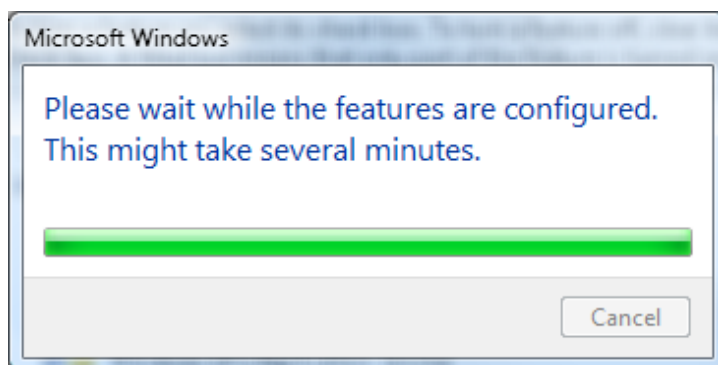 Microsoft Windows
Please wait while the features are configured.
This might take several minutes.
Cancel